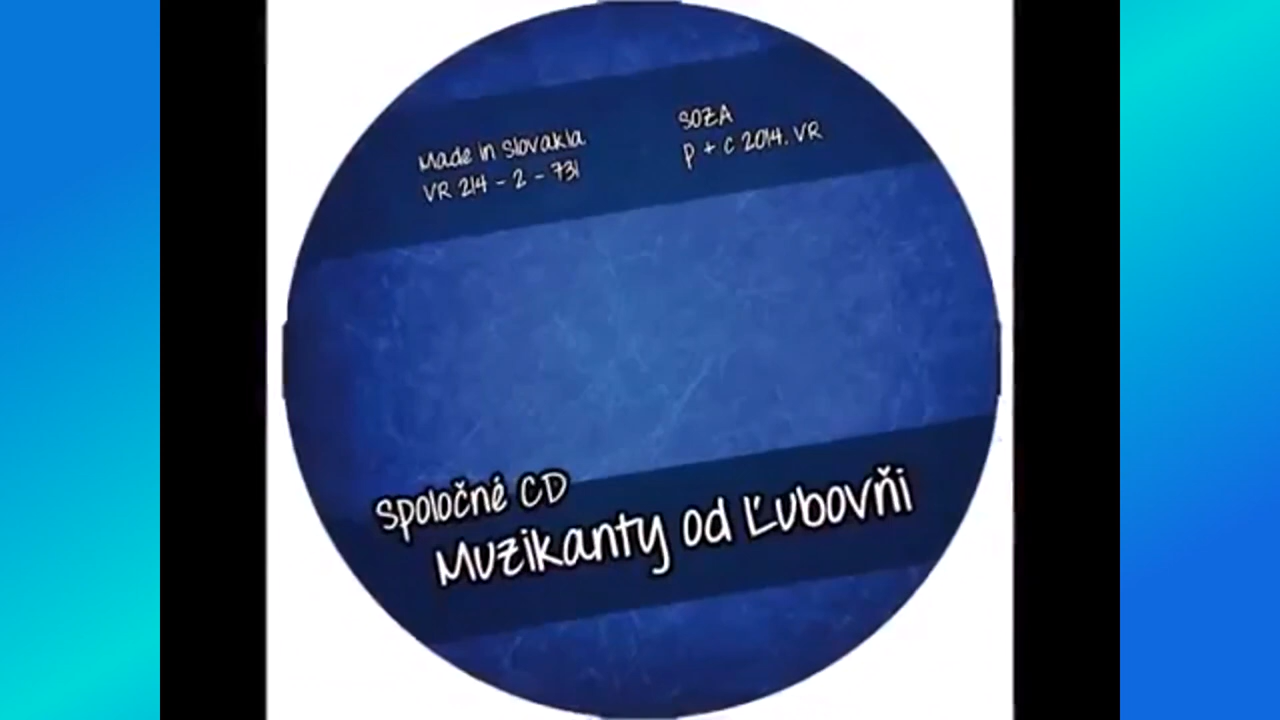 Made in Slovakia
VR 214 - 2 - 731
SOZA
p + c 2014. VR
Spoločné CD
Muzikanty od Ľubovňi